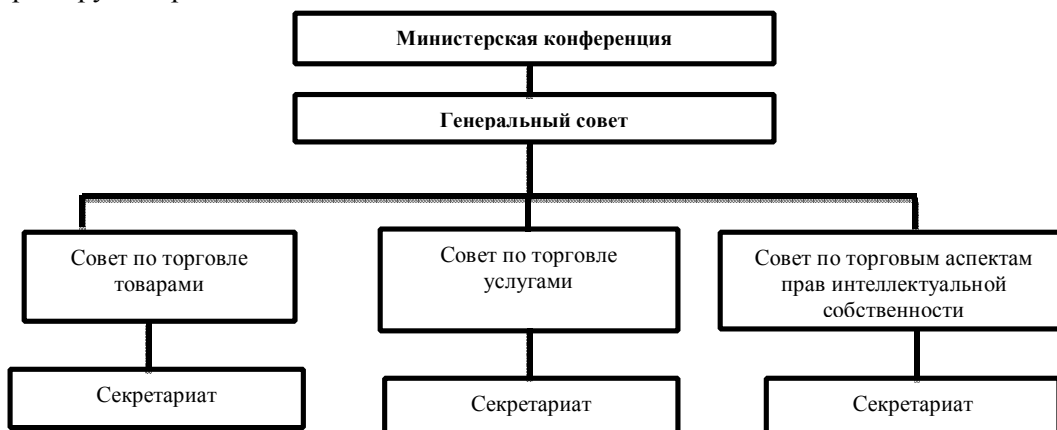 Министерская конференция
Генеральный совет
Совет по торговле
товарами
Совет по торговле
услугами
Совет по торговым аспектам
прав интеллектуальной
собственности
Секретариат
Секретариат
Секретариат